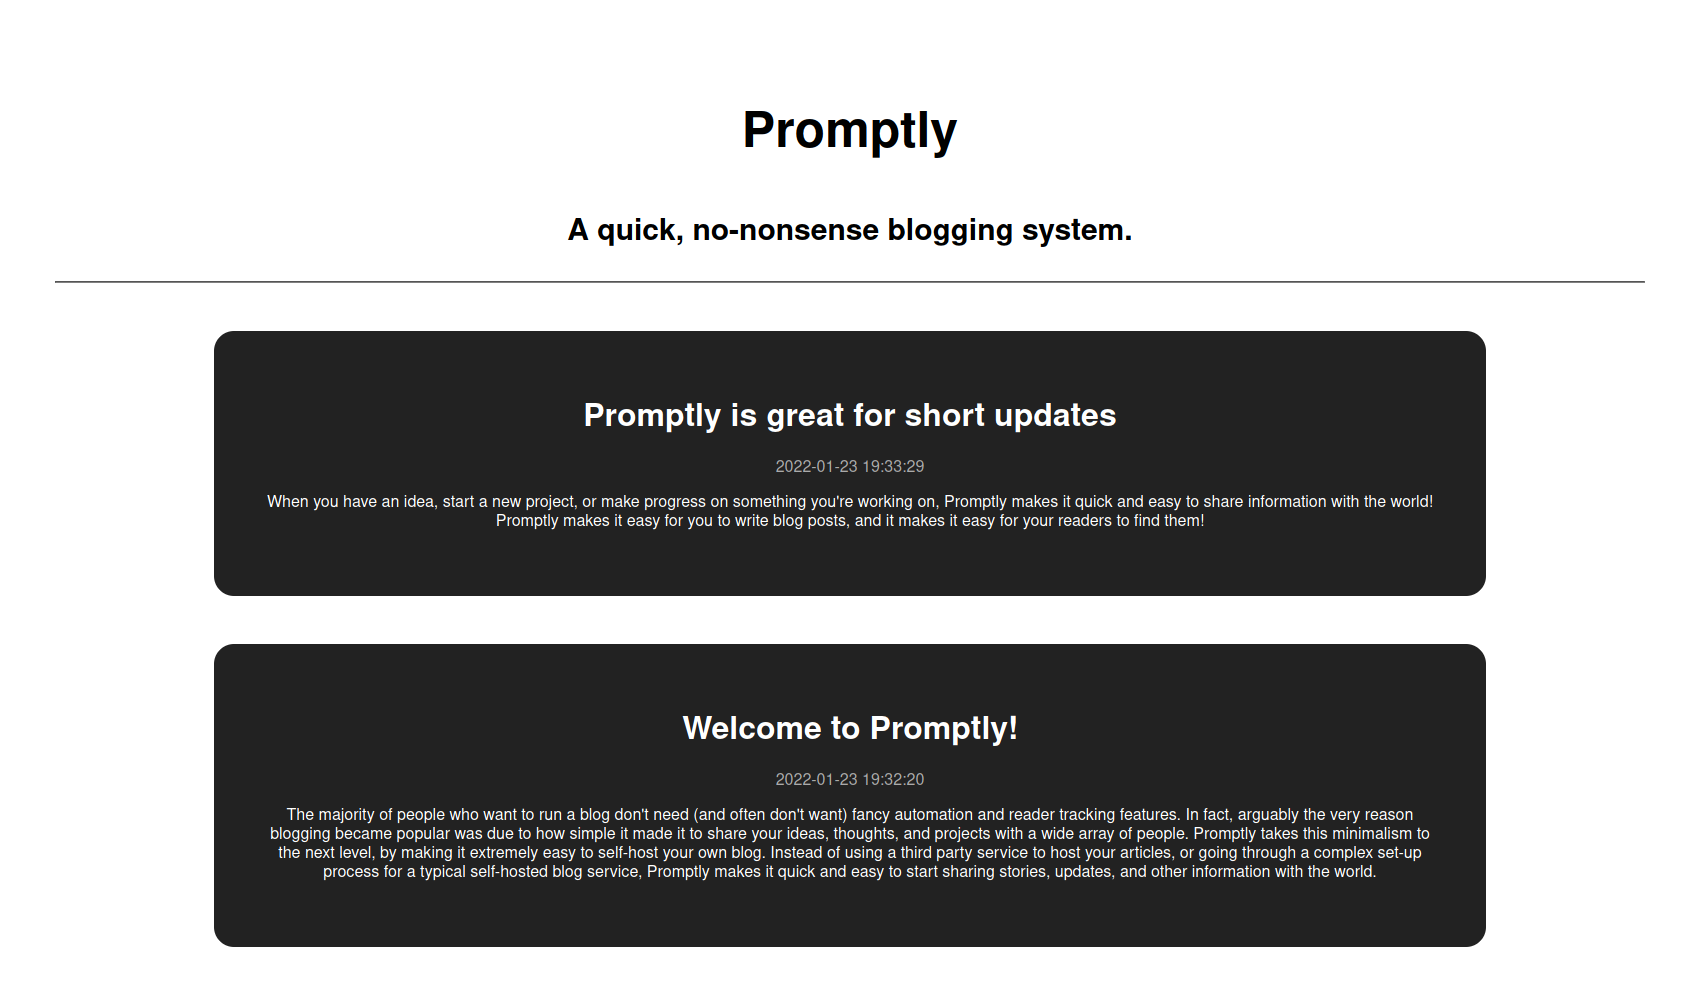 Promptly
A quick, no-nonsense blogging system.
Promptly is great for short updates
2022-01-23 19:33:29
When you have an idea, start a new project, or make progress on something you're working on, Promptly makes it quick and easy to share information with the world!
Promptly makes it easy for you to write blog posts, and it makes it easy for your readers to find them!
Welcome to Promptly!
2022-01-23 19:32:20
The majority of people who want to run a blog don't need (and often don't want) fancy automation and reader tracking features. In fact, arguably the very reason
blogging became popular was due to how simple it made it to share your ideas, thoughts, and projects with a wide array of people. Promptly takes this minimalism to
the next level, by making it extremely easy to self-host your own blog. Instead of using a third party service to host your articles, or going through a complex set-up
process for a typical self-hosted blog service, Promptly makes it quick and easy to start sharing stories, updates, and other information with the world.